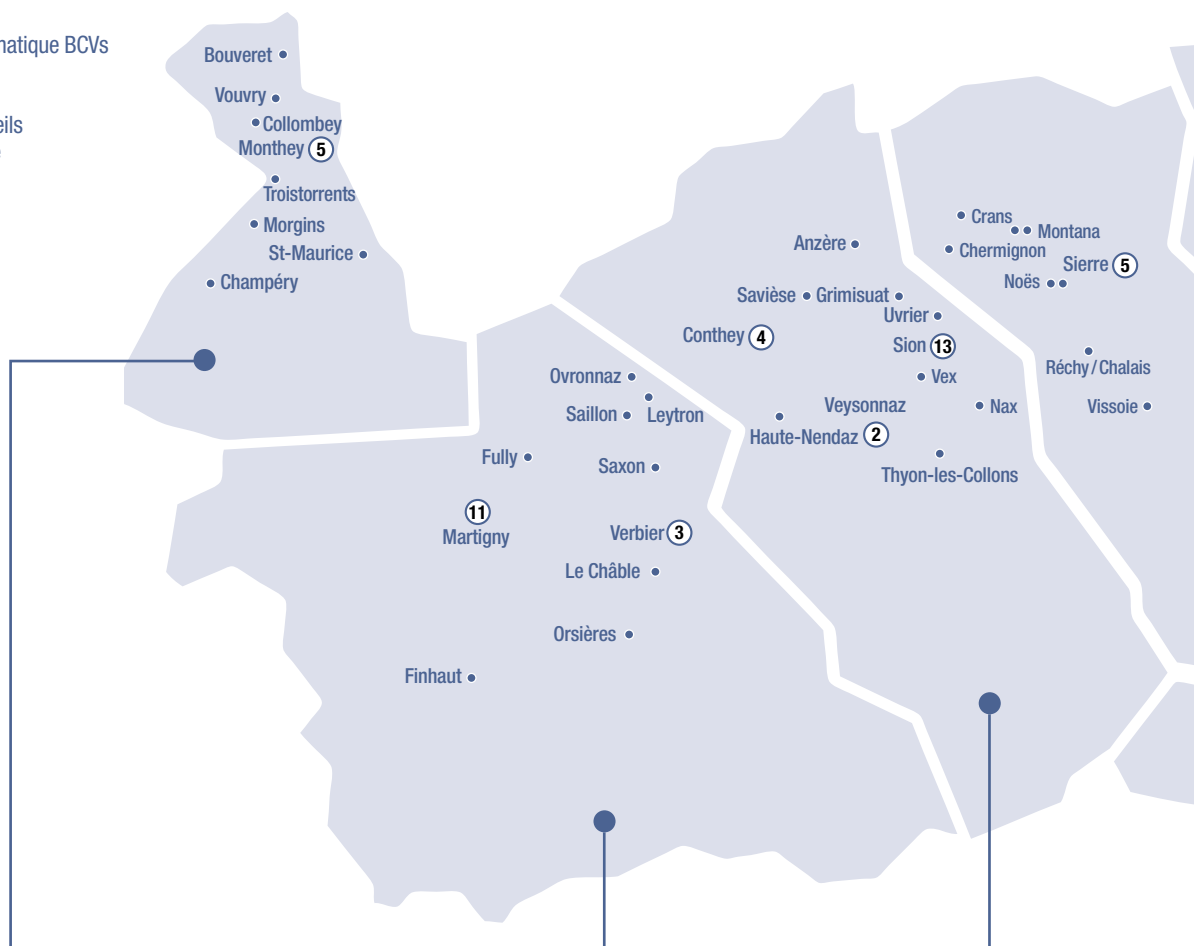 matique BCVs
eils
Bouveret
Vouvry
Collombey
Monthey 5
Troistorrents
Morgins
St-Maurice
Champéry
Ovronnaz
Leytron
Saillon
Fully
Saxon
11
Martigny
Verbier 3
Le Châble
Orsières
Finhaut
Anzère
Savièse
Grimisuat
Uvrier
Conthey 4
Sion 13
Vex
Veysonnaz
Nax
Haute-Nendaz 2
Thyon-les-Collons
Crans
Montana
Chermignon
Sierre 5
Noës
Réchy / Chalais
Vissoie